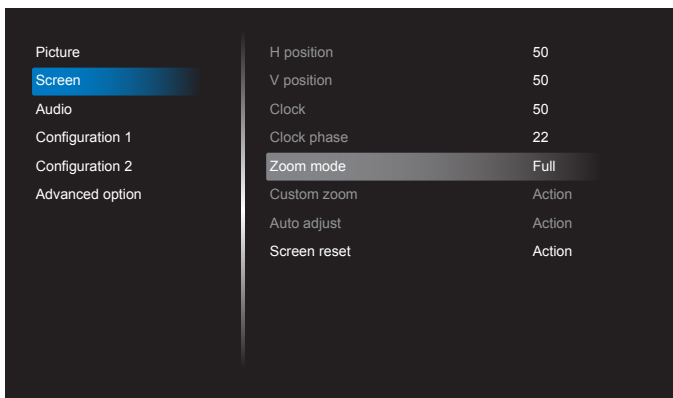 Picture
Screen
Audio
Configuration 1
Configuration 2
Advanced option
H position 50
V position 50
Clock 50
Clock phase 22
Zoom mode Full
Custom zoom Action
Auto adjust Action
Screen reset Action